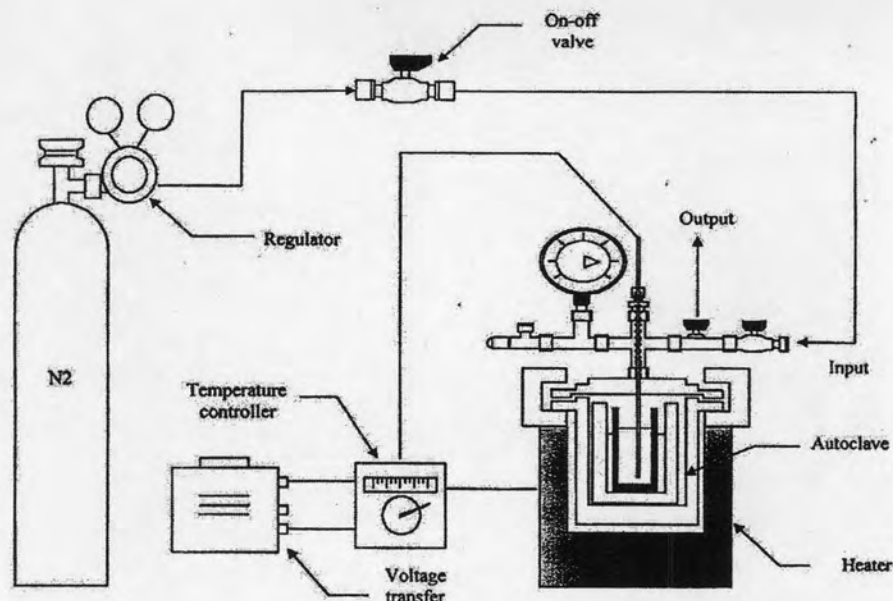 On-off
valve
Regulator
Output
N2
Input
Temperature
controller
Autoclave
Heater
Voltage
transfer